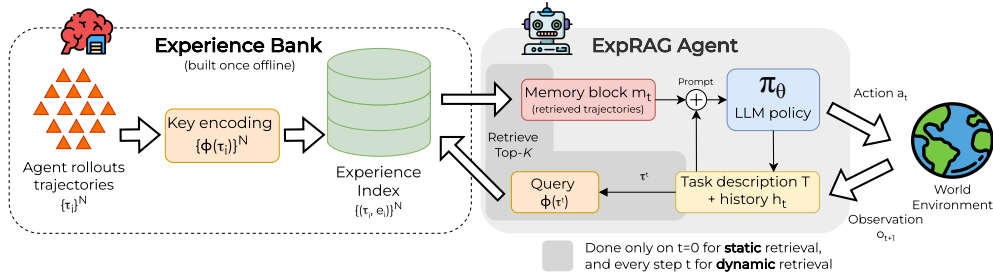 Experience Bank
(built once offline)
Agent rollouts
trajectories
{τᵢ}ᴺ
Key encoding
{ϕ(τᵢ)}ᴺ
Experience
Index
{(τᵢ, eᵢ)}ᴺ
ExpRAG Agent
Memory block mₜ
(retrieved trajectories)
Retrieve
Top-K
Query
ϕ(τᵗ)
τᵗ
Prompt
πθ
LLM policy
Task description T
+ history hₜ
Action aₜ
World
Environment
Observation
oₜ₊₁
Done only on t=0 for static retrieval,
and every step t for dynamic retrieval